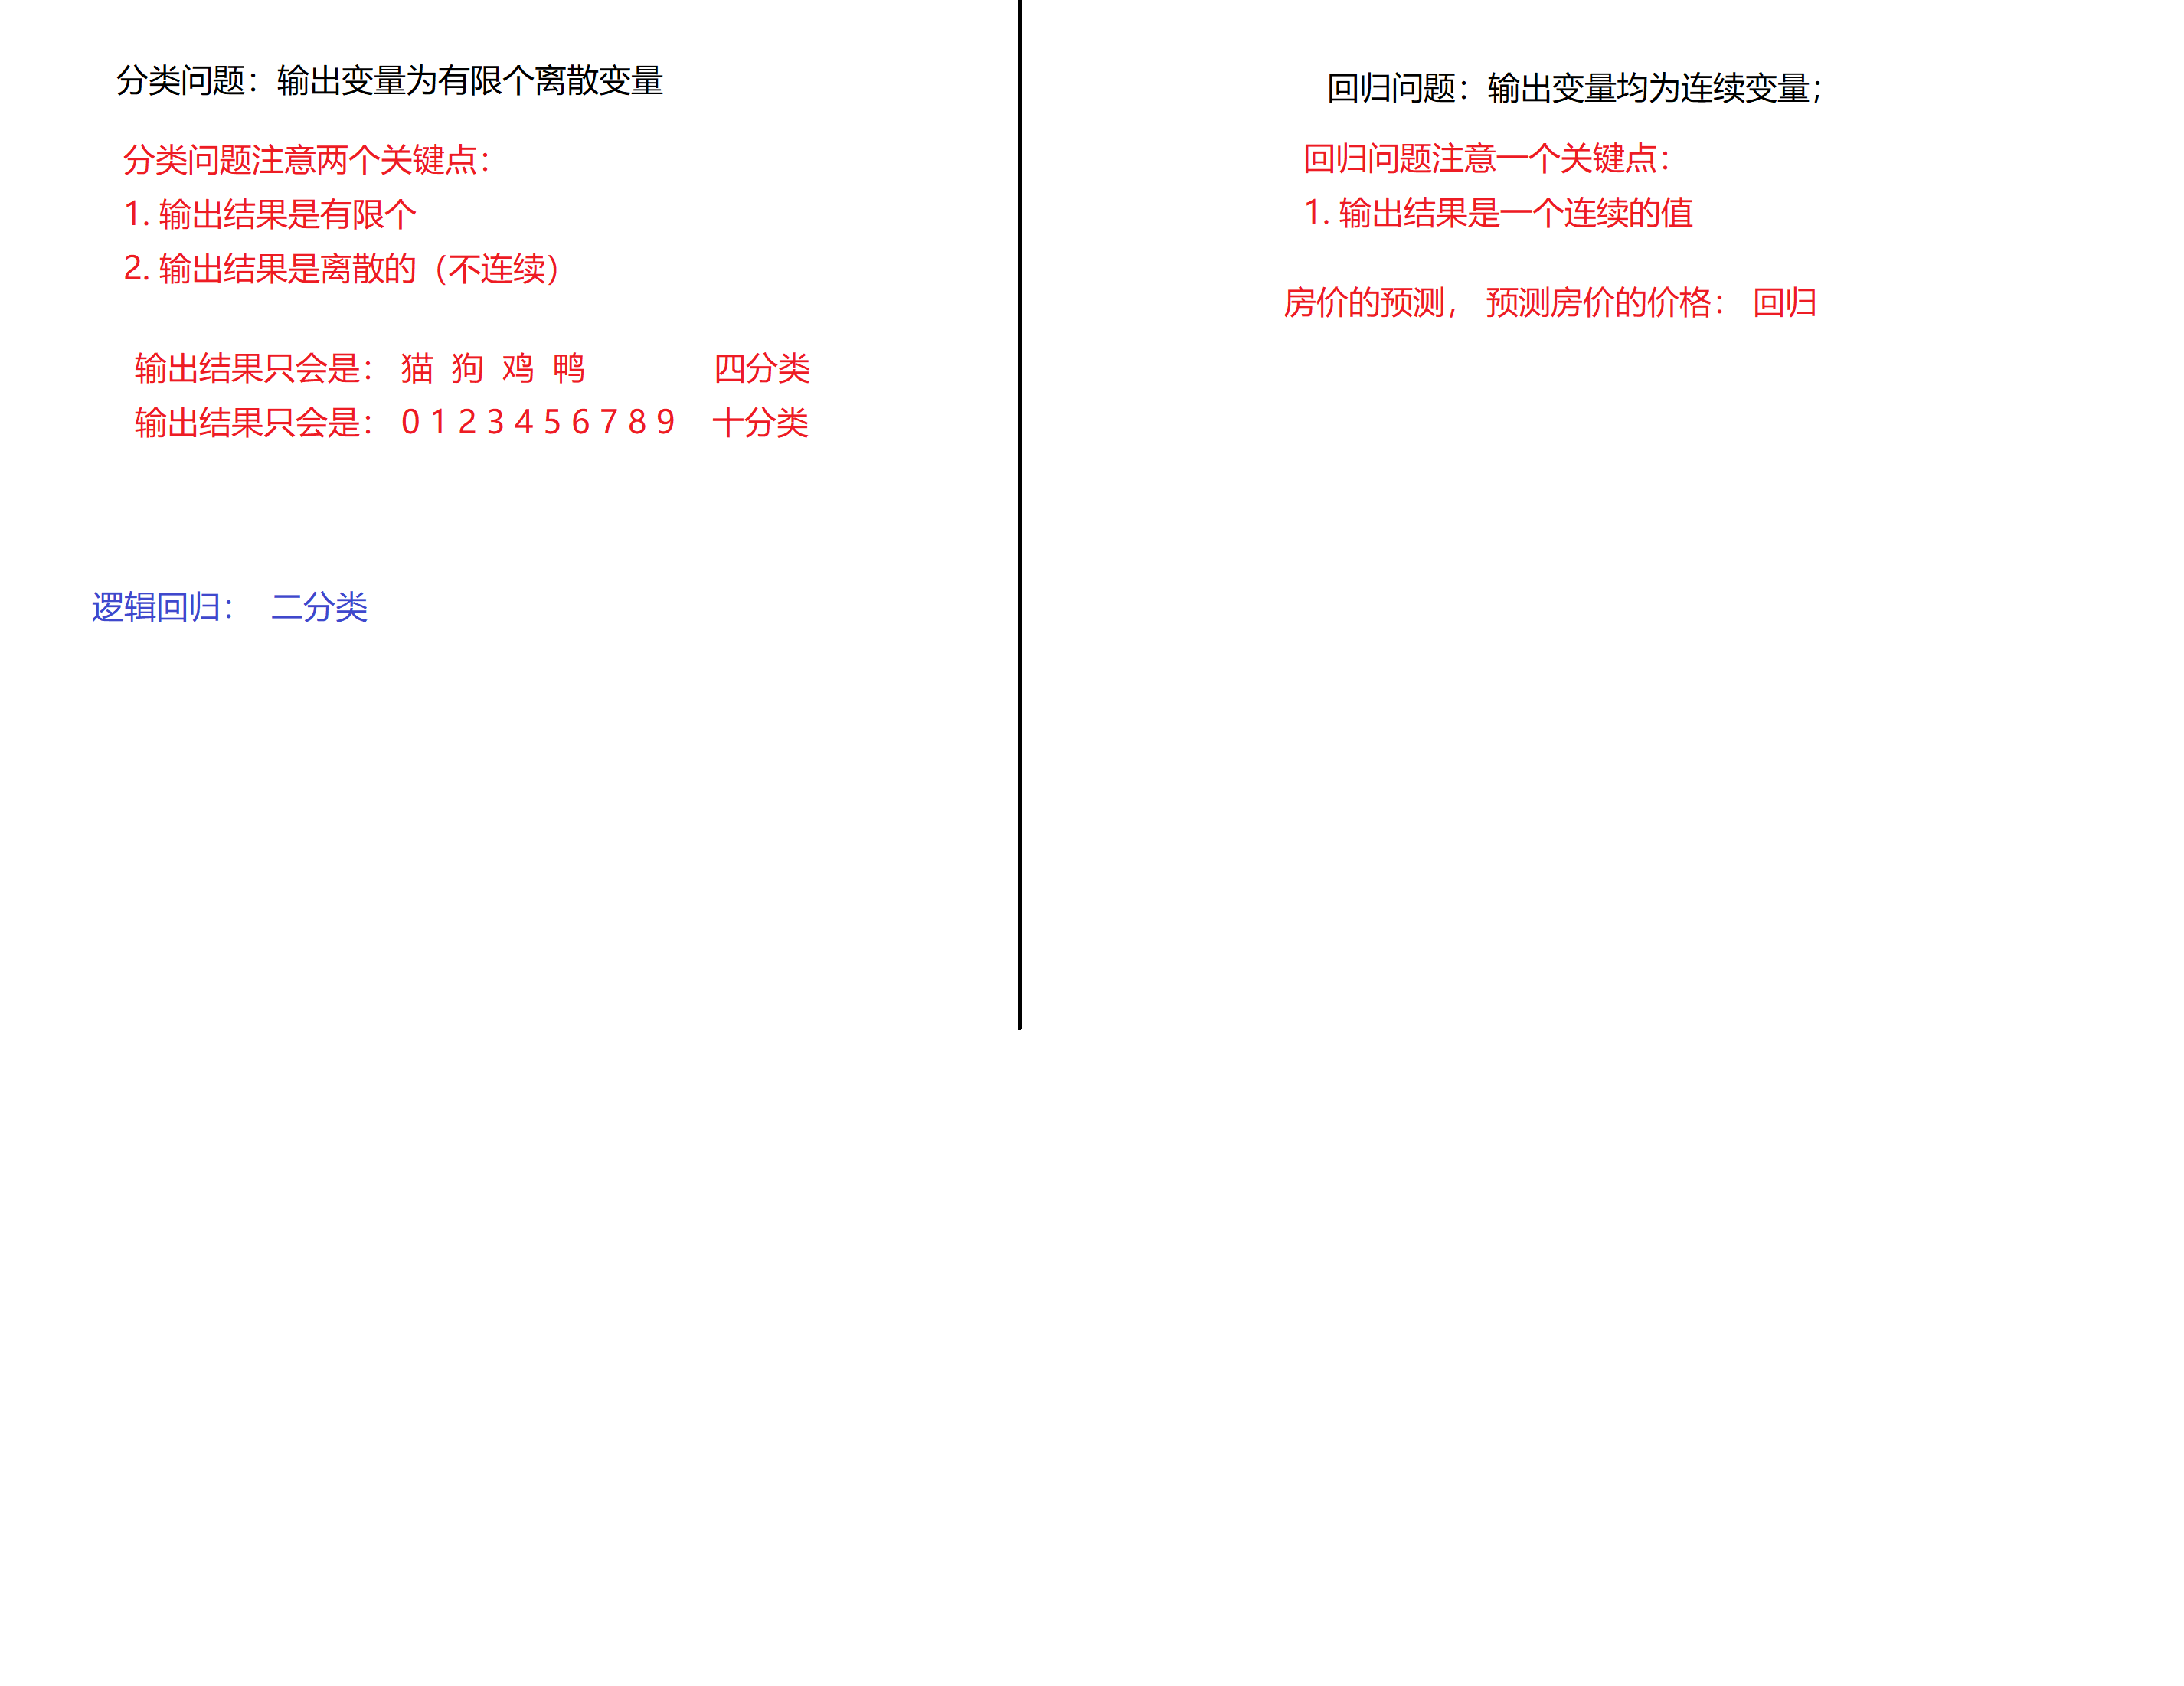 分类问题：输出变量为有限个离散变量
分类问题注意两个关键点：
1. 输出结果是有限个
2. 输出结果是离散的（不连续）
输出结果只会是： 猫 狗 鸡 鸭 四分类
输出结果只会是： 0 1 2 3 4 5 6 7 8 9 十分类
逻辑回归： 二分类
回归问题：输出变量均为连续变量；
回归问题注意一个关键点：
1. 输出结果是一个连续的值
房价的预测， 预测房价的价格： 回归